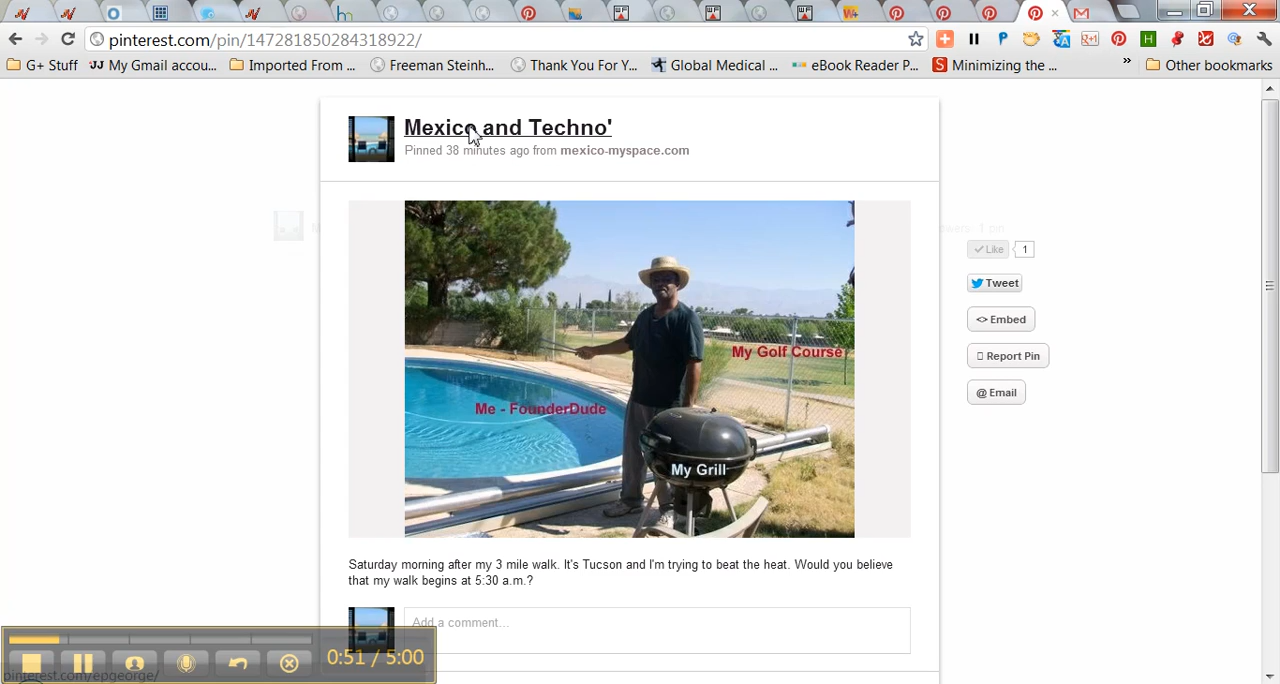 pinterest.com/pin/147281850284318922/
G+ Stuff
My Gmail accou...
Imported From ...
Freeman Steinh...
Thank You For Y...
Global Medical ...
eBook Reader P...
Minimizing the ...
»
Other bookmarks
Mexico and Techno'
Pinned 38 minutes ago from mexico-myspace.com
Like
1
Tweet
<> Embed
Report Pin
@ Email
My Golf Course
Me - FounderDude
My Grill
Saturday morning after my 3 mile walk. It's Tucson and I'm trying to beat the heat. Would you believe
that my walk begins at 5:30 a.m.?
Add a comment...
0:51 / 5:00
pinterest.com/epgeorge/